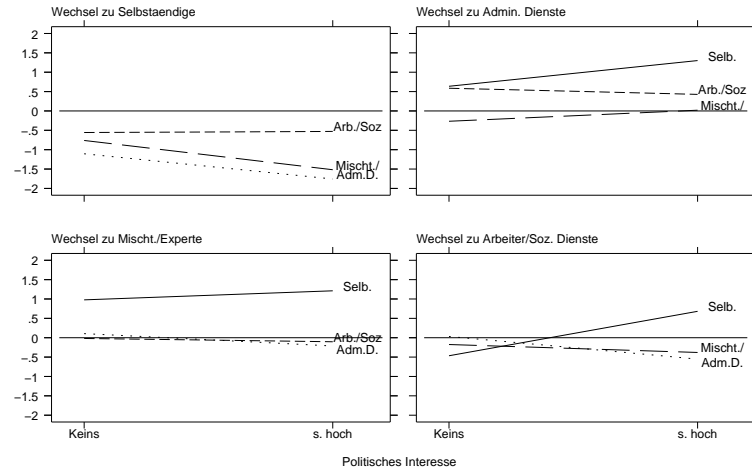 Wechsel zu Selbstaendige
Wechsel zu Admin. Dienste
2
1.5
1
.5
0
−.5
−1
−1.5
−2
Arb./Soz
Mischt./
Adm.D.
Selb.
Arb./Soz
Mischt./
Wechsel zu Mischt./Experte
Wechsel zu Arbeiter/Soz. Dienste
2
1.5
1
.5
0
−.5
−1
−1.5
−2
Selb.
Arb./Soz
Adm.D.
Selb.
Mischt./
Adm.D.
Keins
s. hoch
Keins
s. hoch
Politisches Interesse